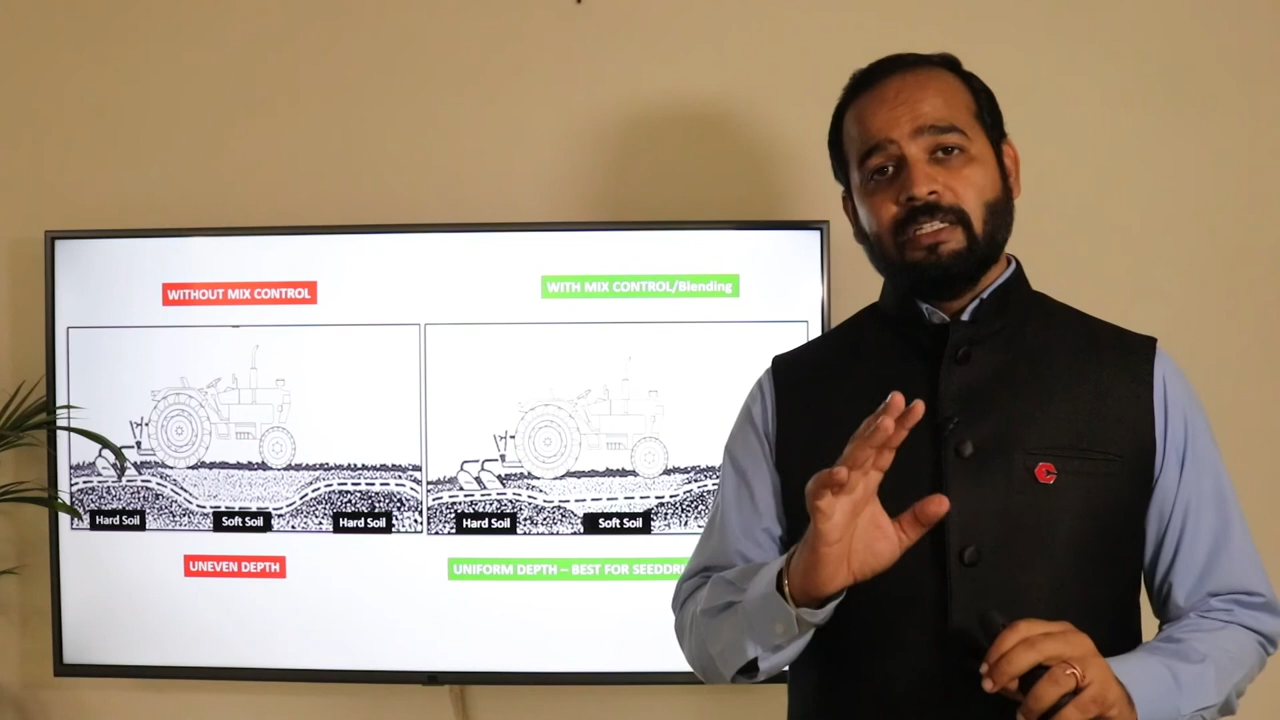 WITHOUT MIX CONTROL
WITH MIX CONTROL/Blending
Hard Soil
Soft Soil
Hard Soil
Hard Soil
Soft Soil
UNEVEN DEPTH
UNIFORM DEPTH – BEST FOR